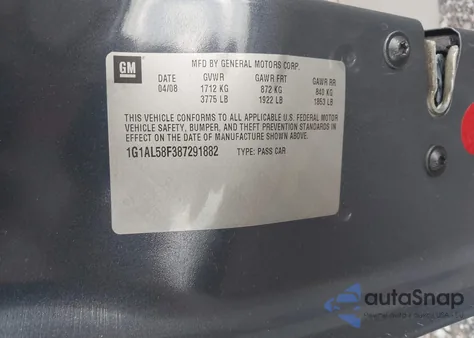 GM
MFD BY GENERAL MOTORS CORP.
DATE GVWR GAWR FRT GAWR RR
04/08 1712 KG 872 KG 840 KG
3775 LB 1922 LB 1853 LB
THIS VEHICLE CONFORMS TO ALL APPLICABLE U.S. FEDERAL MOTOR
VEHICLE SAFETY, BUMPER, AND THEFT PREVENTION STANDARDS IN
EFFECT ON THE DATE OF MANUFACTURE SHOWN ABOVE.
1G1AL58F387291882 TYPE: PASS CAR
autoSnap